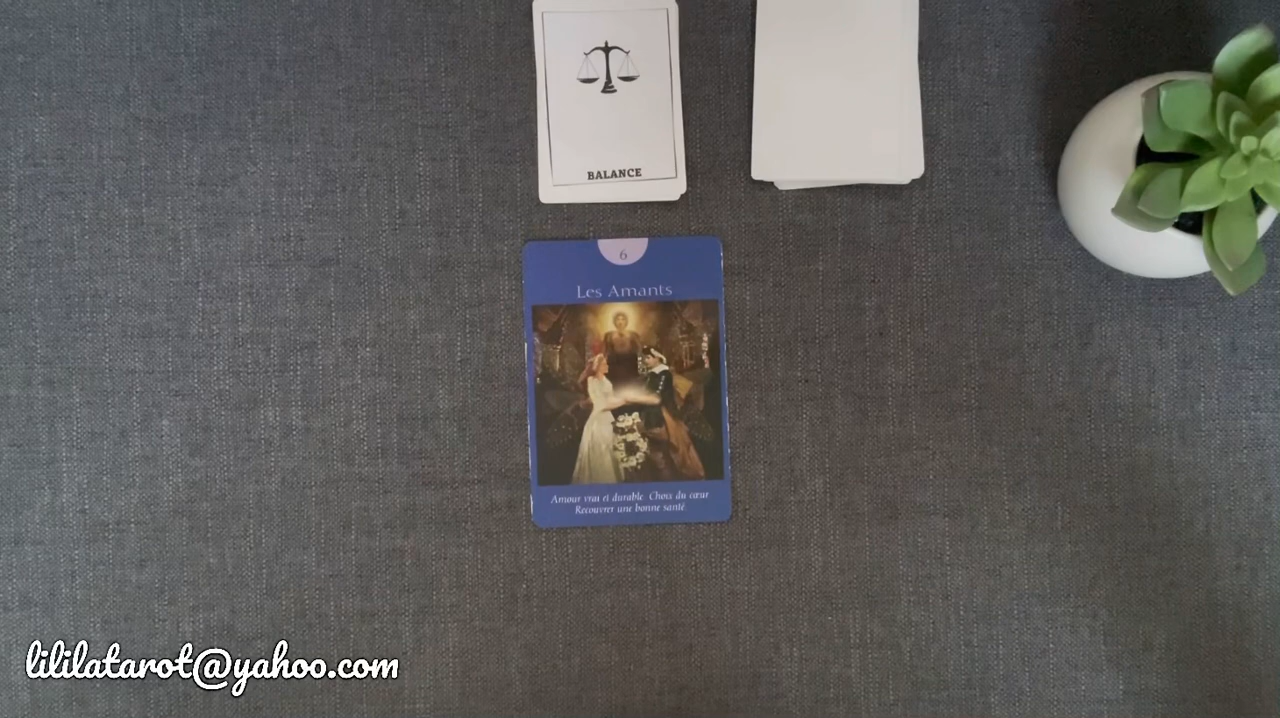 BALANCE
6
Les Amants
Amour vrai et durable Choix du cœur
Recouvrer une bonne santé
lililatarot@yahoo.com